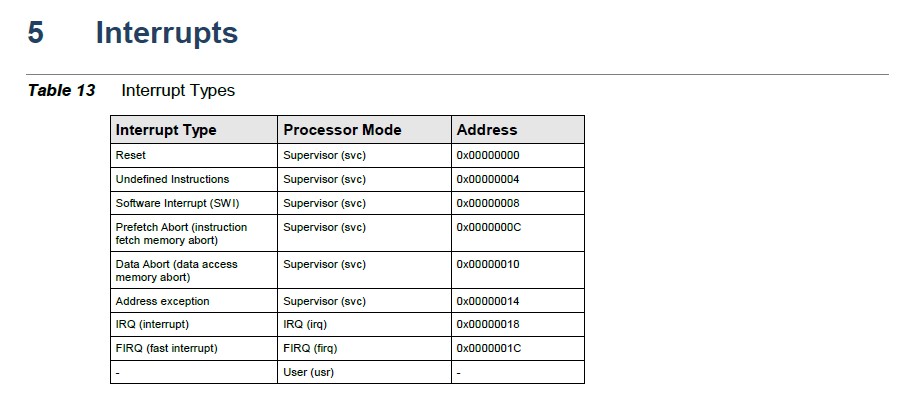 5 Interrupts
Table 13 Interrupt Types
Interrupt Type Processor Mode Address
Reset Supervisor (svc) 0x00000000
Undefined Instructions Supervisor (svc) 0x00000004
Software Interrupt (SWI) Supervisor (svc) 0x00000008
Prefetch Abort (instruction Supervisor (svc) 0x0000000C
fetch memory abort)
Data Abort (data access Supervisor (svc) 0x00000010
memory abort)
Address exception Supervisor (svc) 0x00000014
IRQ (interrupt) IRQ (irq) 0x00000018
FIRQ (fast interrupt) FIRQ (firq) 0x0000001C
- User (usr) -